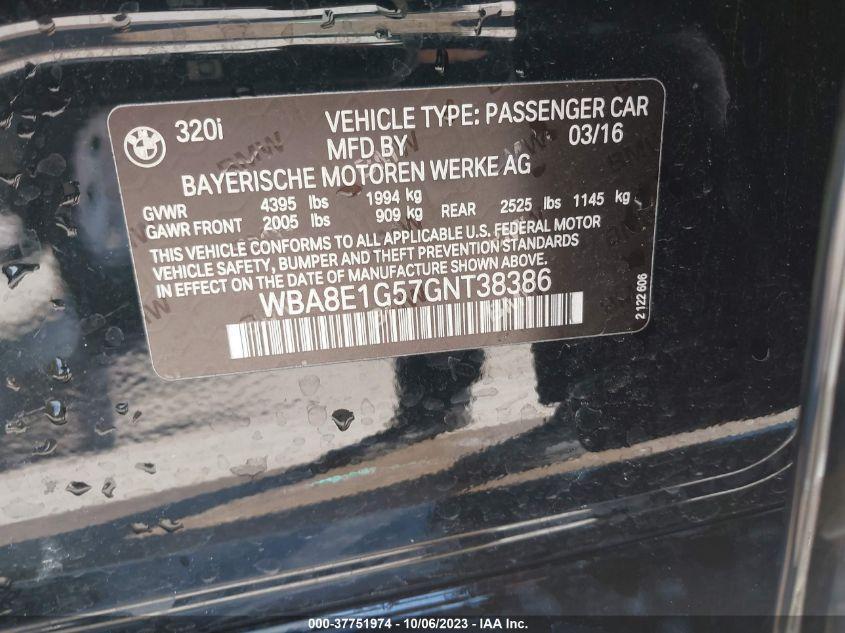 BMW
320i
VEHICLE TYPE: PASSENGER CAR
MFD BY 03/16
BAYERISCHE MOTOREN WERKE AG
GVWR 4395 lbs 1994 kg
GAWR FRONT 2005 lbs 909 kg REAR 2525 lbs 1145 kg
THIS VEHICLE CONFORMS TO ALL APPLICABLE U.S. FEDERAL MOTOR
VEHICLE SAFETY, BUMPER AND THEFT PREVENTION STANDARDS
IN EFFECT ON THE DATE OF MANUFACTURE SHOWN ABOVE.
WBA8E1G57GNT38386
2 122 606
000-37751974 - 10/06/2023 - IAA Inc.